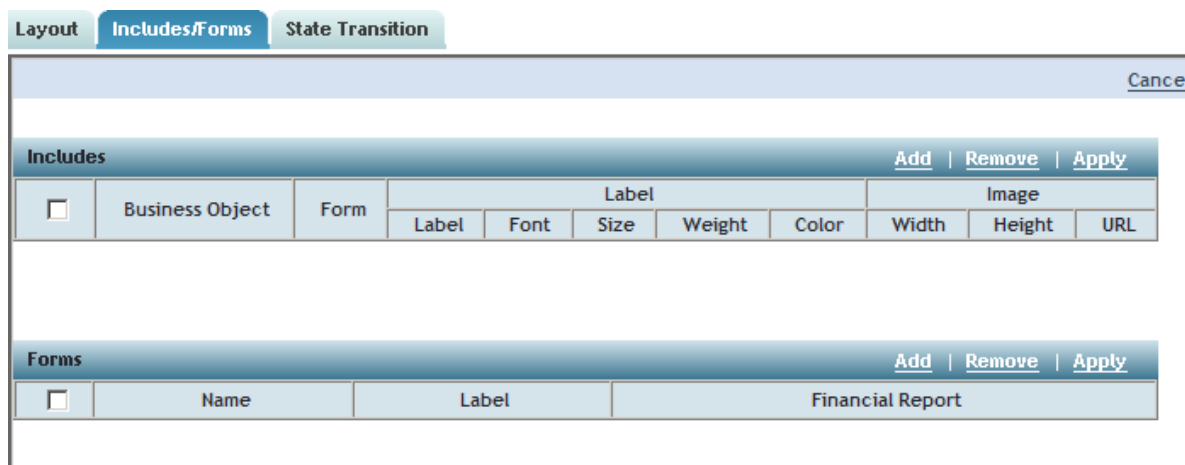 Layout Includes/Forms State Transition
Cance
Includes Add | Remove | Apply
Business Object Form Label Image
Label Font Size Weight Color Width Height URL
Forms Add | Remove | Apply
Name Label Financial Report